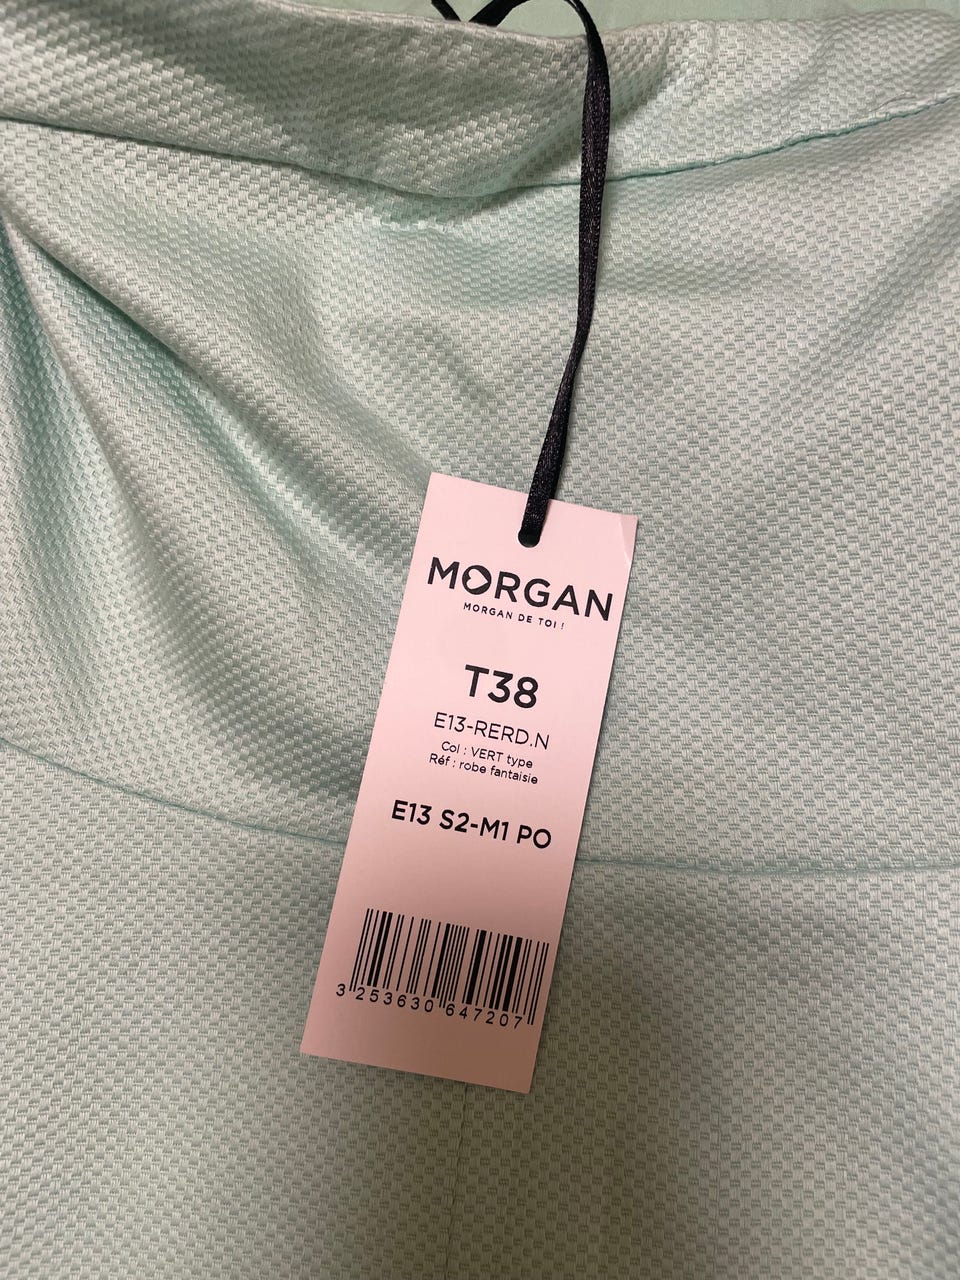 MORGAN
MORGAN DE TOI !
T38
E13-RERD.N
Col : VERT type
Réf : robe fantaisie
E13 S2-M1 PO
3 253630 647207